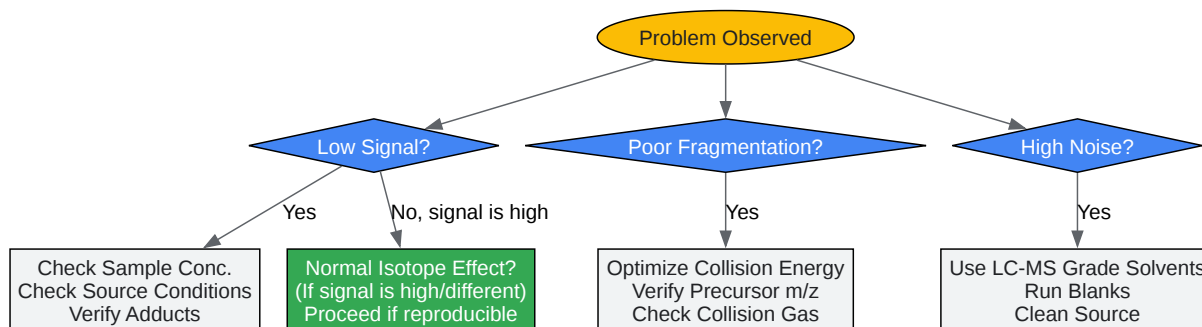 Problem Observed
Low Signal?
Poor Fragmentation?
High Noise?
Yes
No, signal is high
Yes
Yes
Check Sample Conc.
Check Source Conditions
Verify Adducts
Normal Isotope Effect?
(If signal is high/different)
Proceed if reproducible
Optimize Collision Energy
Verify Precursor m/z
Check Collision Gas
Use LC-MS Grade Solvents
Run Blanks
Clean Source